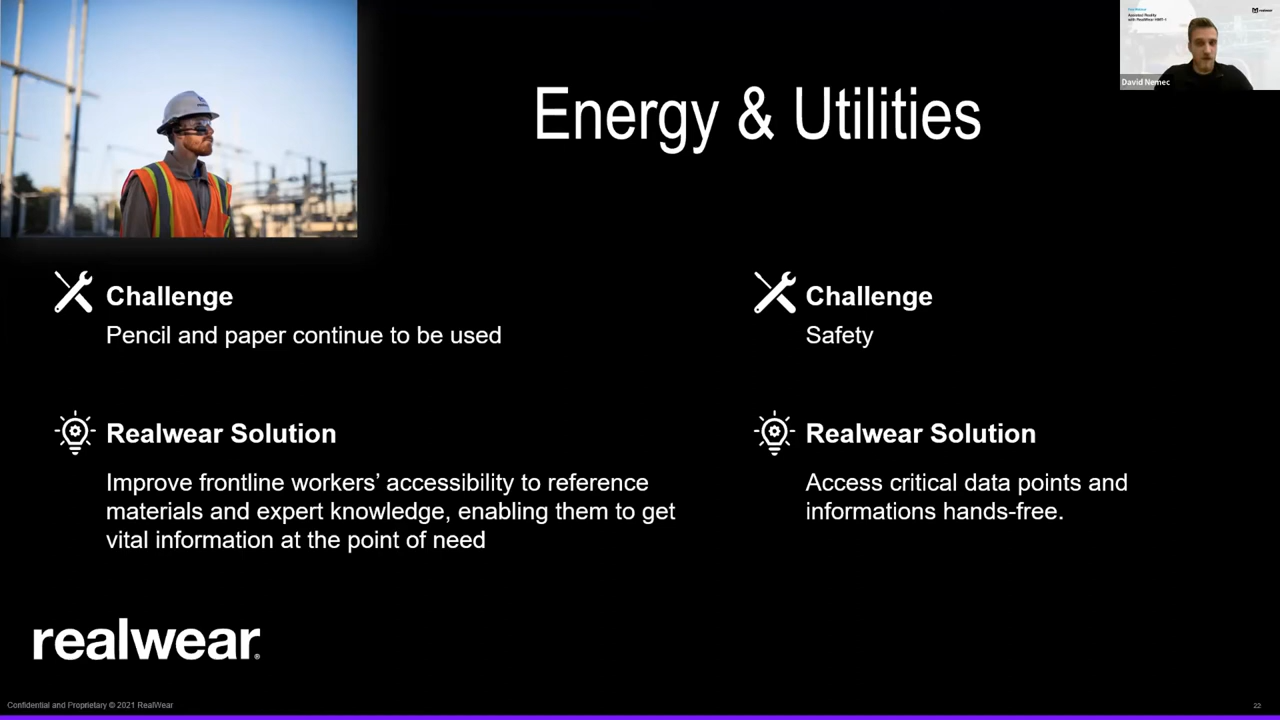 Energy & Utilities
David Nemec
realwear
Challenge
Pencil and paper continue to be used
Realwear Solution
Improve frontline workers’ accessibility to reference
materials and expert knowledge, enabling them to get
vital information at the point of need
Challenge
Safety
Realwear Solution
Access critical data points and
informations hands-free.
realwear®
Confidential and Proprietary © 2021 RealWear
22